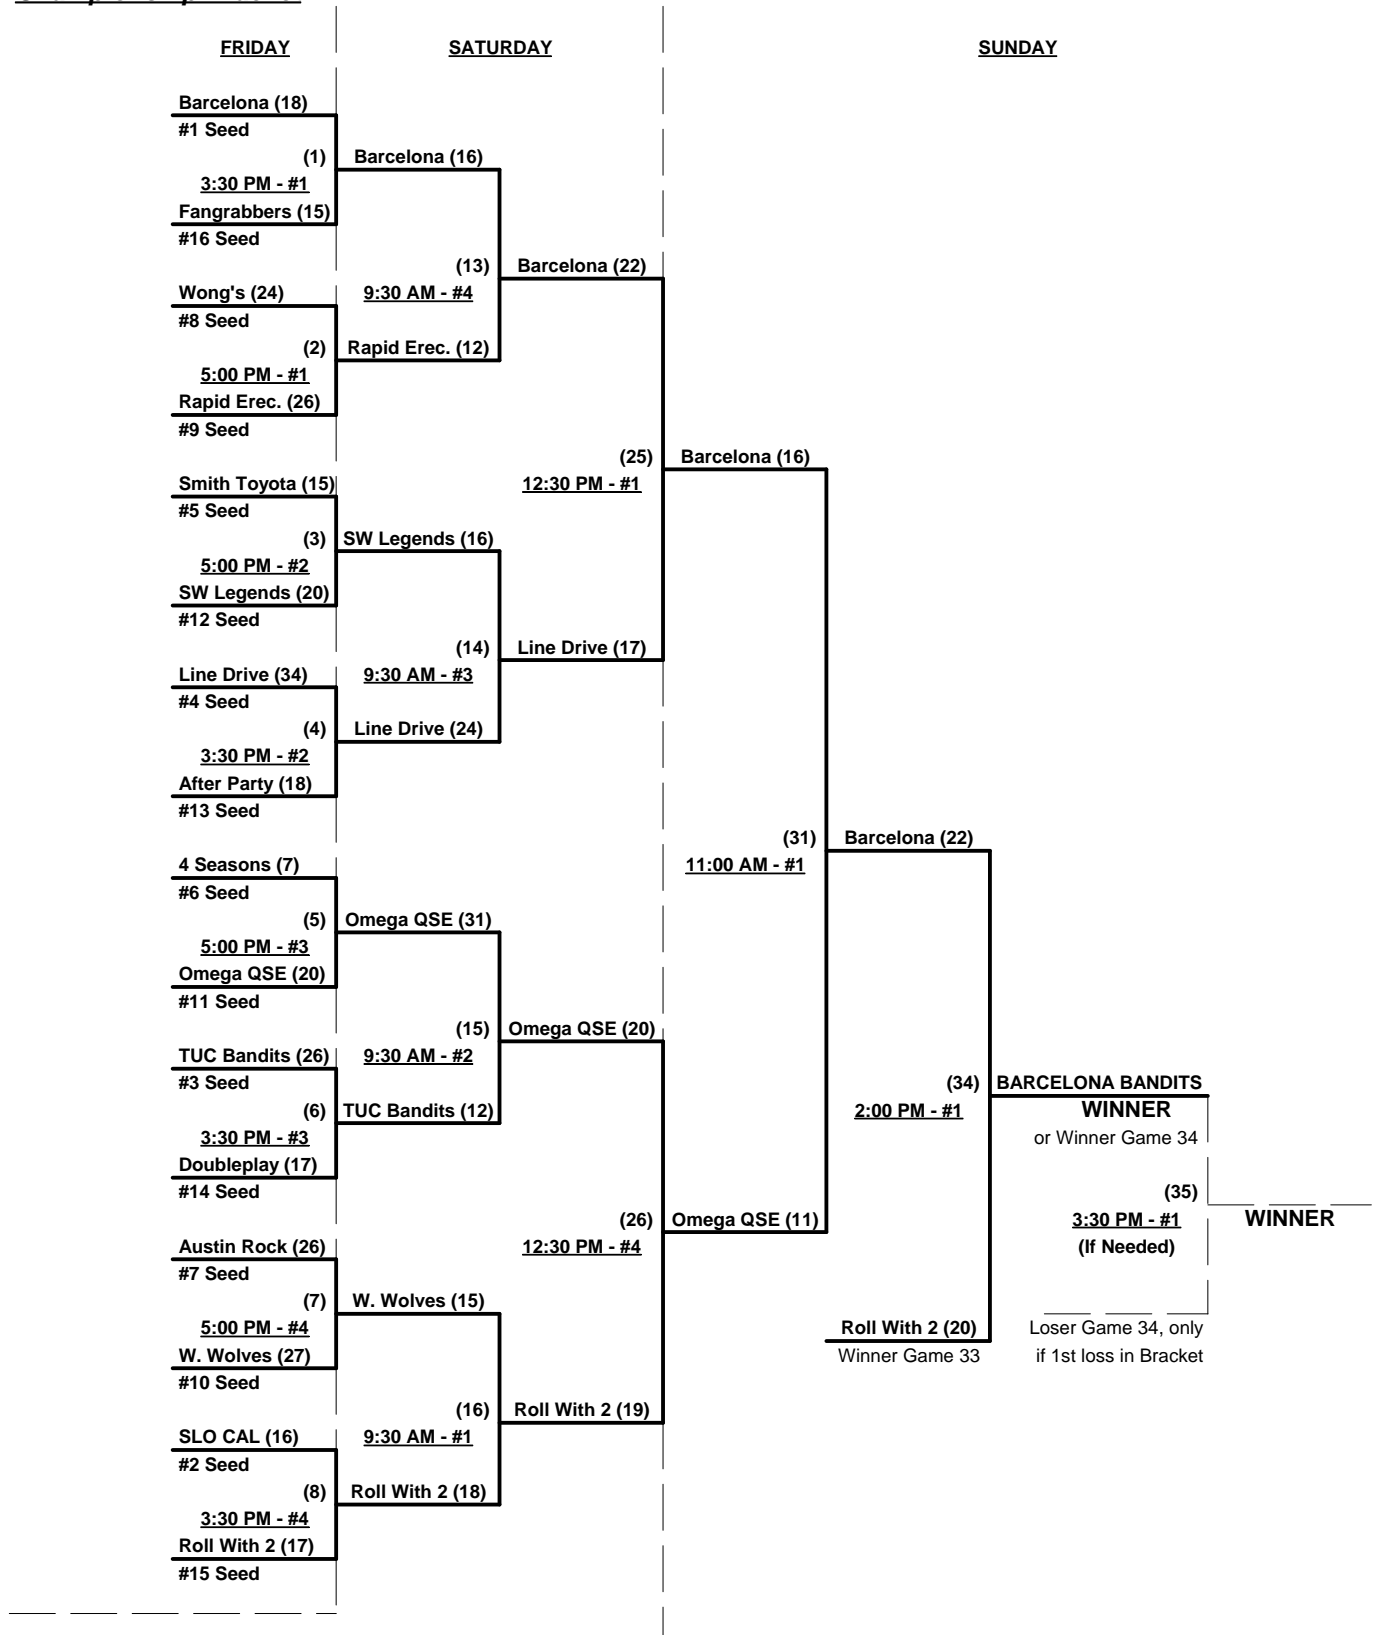 FRIDAY
SATURDAY
SUNDAY
Barcelona (18)
#1 Seed
(1)
3:30 PM - #1
Fangrabbers (15)
#16 Seed
Barcelona (16)
(13)
9:30 AM - #4
Barcelona (22)
Wong's (24)
#8 Seed
(2)
5:00 PM - #1
Rapid Erec. (26)
#9 Seed
Rapid Erec. (12)
(25)
12:30 PM - #1
Barcelona (16)
Smith Toyota (15)
#5 Seed
(3)
5:00 PM - #2
SW Legends (20)
#12 Seed
SW Legends (16)
(14)
9:30 AM - #3
Line Drive (17)
Line Drive (34)
#4 Seed
(4)
3:30 PM - #2
After Party (18)
#13 Seed
Line Drive (24)
(31)
11:00 AM - #1
Barcelona (22)
4 Seasons (7)
#6 Seed
(5)
5:00 PM - #3
Omega QSE (20)
#11 Seed
Omega QSE (31)
(15)
9:30 AM - #2
Omega QSE (20)
TUC Bandits (26)
#3 Seed
(6)
3:30 PM - #3
Doubleplay (17)
#14 Seed
TUC Bandits (12)
(34)
2:00 PM - #1
BARCELONA BANDITS
WINNER
or Winner Game 34
(35)
3:30 PM - #1
(If Needed)
WINNER
(26)
12:30 PM - #4
Omega QSE (11)
Austin Rock (26)
#7 Seed
(7)
5:00 PM - #4
W. Wolves (27)
#10 Seed
W. Wolves (15)
Roll With 2 (20)
Winner Game 33
Loser Game 34, only
if 1st loss in Bracket
(16)
9:30 AM - #1
Roll With 2 (19)
SLO CAL (16)
#2 Seed
(8)
3:30 PM - #4
Roll With 2 (17)
#15 Seed
Roll With 2 (18)